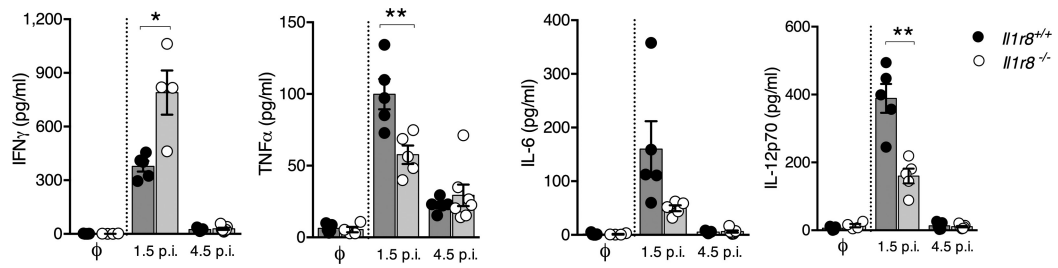 IFNγ (pg/ml)
1,200
900
600
300
0
*
ϕ
1.5 p.i.
4.5 p.i.
TNFα (pg/ml)
150
100
50
0
**
ϕ
1.5 p.i.
4.5 p.i.
IL-6 (pg/ml)
400
300
200
100
0
ϕ
1.5 p.i.
4.5 p.i.
IL-12p70 (pg/ml)
600
400
200
0
**
ϕ
1.5 p.i.
4.5 p.i.
Il1r8+/+
Il1r8 -/-